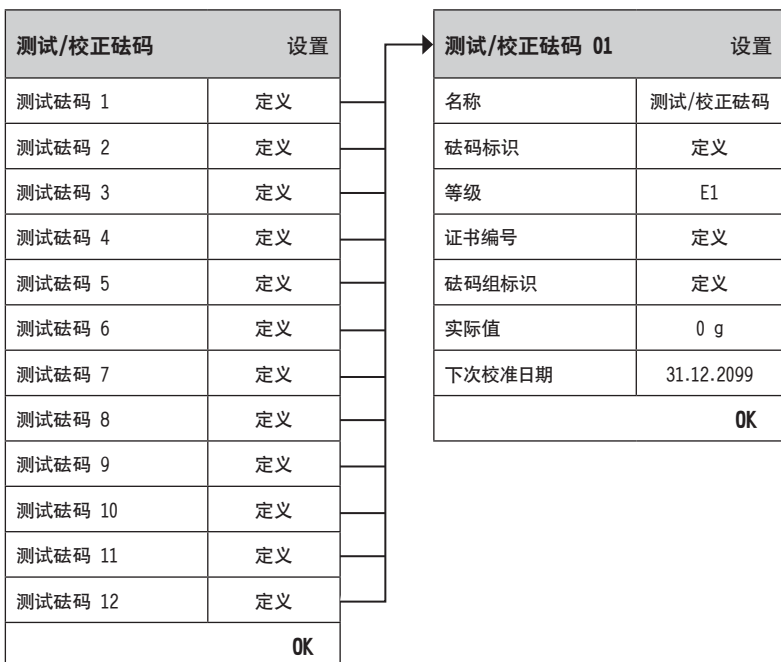 测试/校正砝码 设置
测试砝码 1 定义
测试砝码 2 定义
测试砝码 3 定义
测试砝码 4 定义
测试砝码 5 定义
测试砝码 6 定义
测试砝码 7 定义
测试砝码 8 定义
测试砝码 9 定义
测试砝码 10 定义
测试砝码 11 定义
测试砝码 12 定义
OK
测试/校正砝码 01 设置
名称 测试/校正砝码
砝码标识 定义
等级 E1
证书编号 定义
砝码组标识 定义
实际值 0 g
下次校准日期 31.12.2099
OK